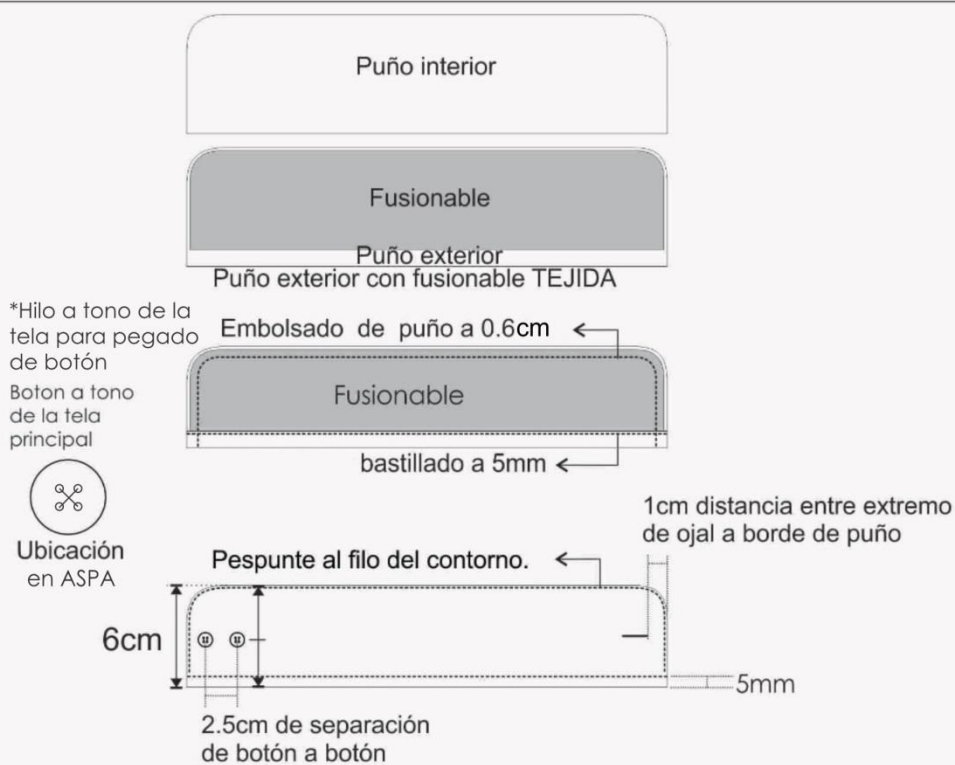 Puño interior
Fusionable
Puño exterior
Puño exterior con fusionable TEJIDA
*Hilo a tono de la
tela para pegado
de botón
Boton a tono
de la tela
principal
Ubicación
en ASPA
Embolsado de puño a 0.6cm
Fusionable
bastillado a 5mm
1cm distancia entre extremo
de ojal a borde de puño
Pespunte al filo del contorno.
6cm
5mm
2.5cm de separación
de botón a botón